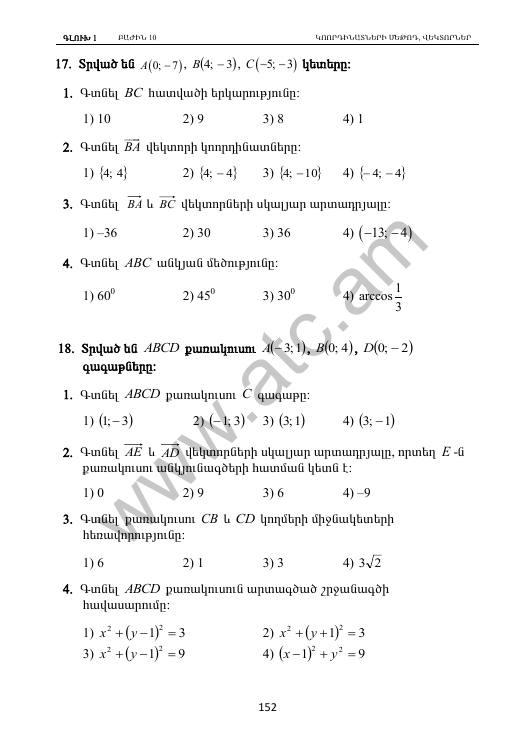 ԳԼՈՒԽ 1 ԲԱԺԻՆ 10 ԿՈՈՐԴԻՆԱՏՆԵՐԻ ՄԵԹՈԴ, ՎԵԿՏՈՐՆԵՐ
17. Տրված են A(0; −7), B(4; −3), C(−5; −3) կետերը:
1. Գտնել BC հատվածի երկարությունը:
1) 10 2) 9 3) 8 4) 1
2. Գտնել BA վեկտորի կոորդինատները:
1) {4; 4} 2) {4; −4} 3) {4; −10} 4) {−4; −4}
3. Գտնել BA և BC վեկտորների սկալյար արտադրյալը:
1) −36 2) 30 3) 36 4) (−13; −4)
4. Գտնել ABC անկյան մեծությունը:
1) 60⁰ 2) 45⁰ 3) 30⁰ 4) arccos 1/3
18. Տրված են ABCD քառակուսու A(−3; 1), B(0; 4), D(0; −2)
գագաթները:
1. Գտնել ABCD քառակուսու C գագաթը:
1) (1; −3) 2) (−1; 3) 3) (3; 1) 4) (3; −1)
2. Գտնել AE և AD վեկտորների սկալյար արտադրյալը, որտեղ E -ն
քառակուսու անկյունագծերի հատման կետն է:
1) 0 2) 9 3) 6 4) −9
3. Գտնել քառակուսու CB և CD կողմերի միջնակետերի
հեռավորությունը:
1) 6 2) 1 3) 3 4) 3√2
4. Գտնել ABCD քառակուսուն արտագծած շրջանագծի
հավասարումը:
1) x² + (y − 1)² = 3 2) x² + (y + 1)² = 3
3) x² + (y − 1)² = 9 4) (x − 1)² + y² = 9
152
www.atc.am